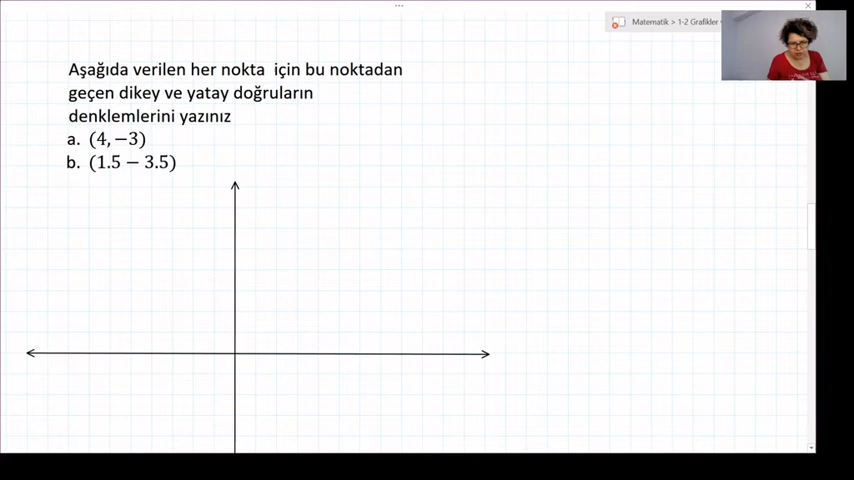 Matematik > 1-2 Grafikler
Aşağıda verilen her nokta için bu noktadan
geçen dikey ve yatay doğruların
denklemlerini yazınız
a. (4, −3)
b. (1.5 − 3.5)